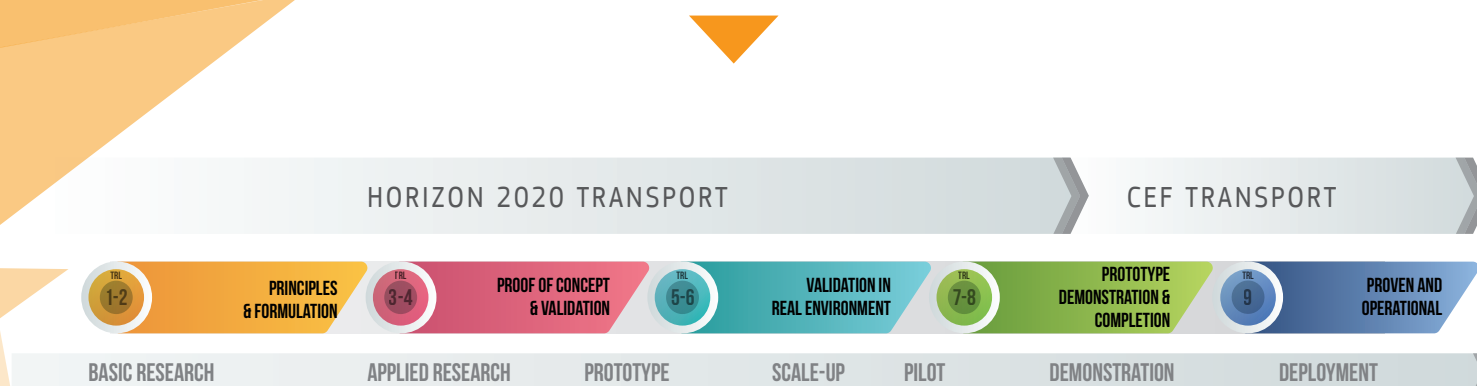 HORIZON 2020 TRANSPORT
CEF TRANSPORT
TRL
1-2
PRINCIPLES
& FORMULATION
TRL
3-4
PROOF OF CONCEPT
& VALIDATION
TRL
5-6
VALIDATION IN
REAL ENVIRONMENT
TRL
7-8
PROTOTYPE
DEMONSTRATION &
COMPLETION
TRL
9
PROVEN AND
OPERATIONAL
BASIC RESEARCH
APPLIED RESEARCH
PROTOTYPE
SCALE-UP
PILOT
DEMONSTRATION
DEPLOYMENT